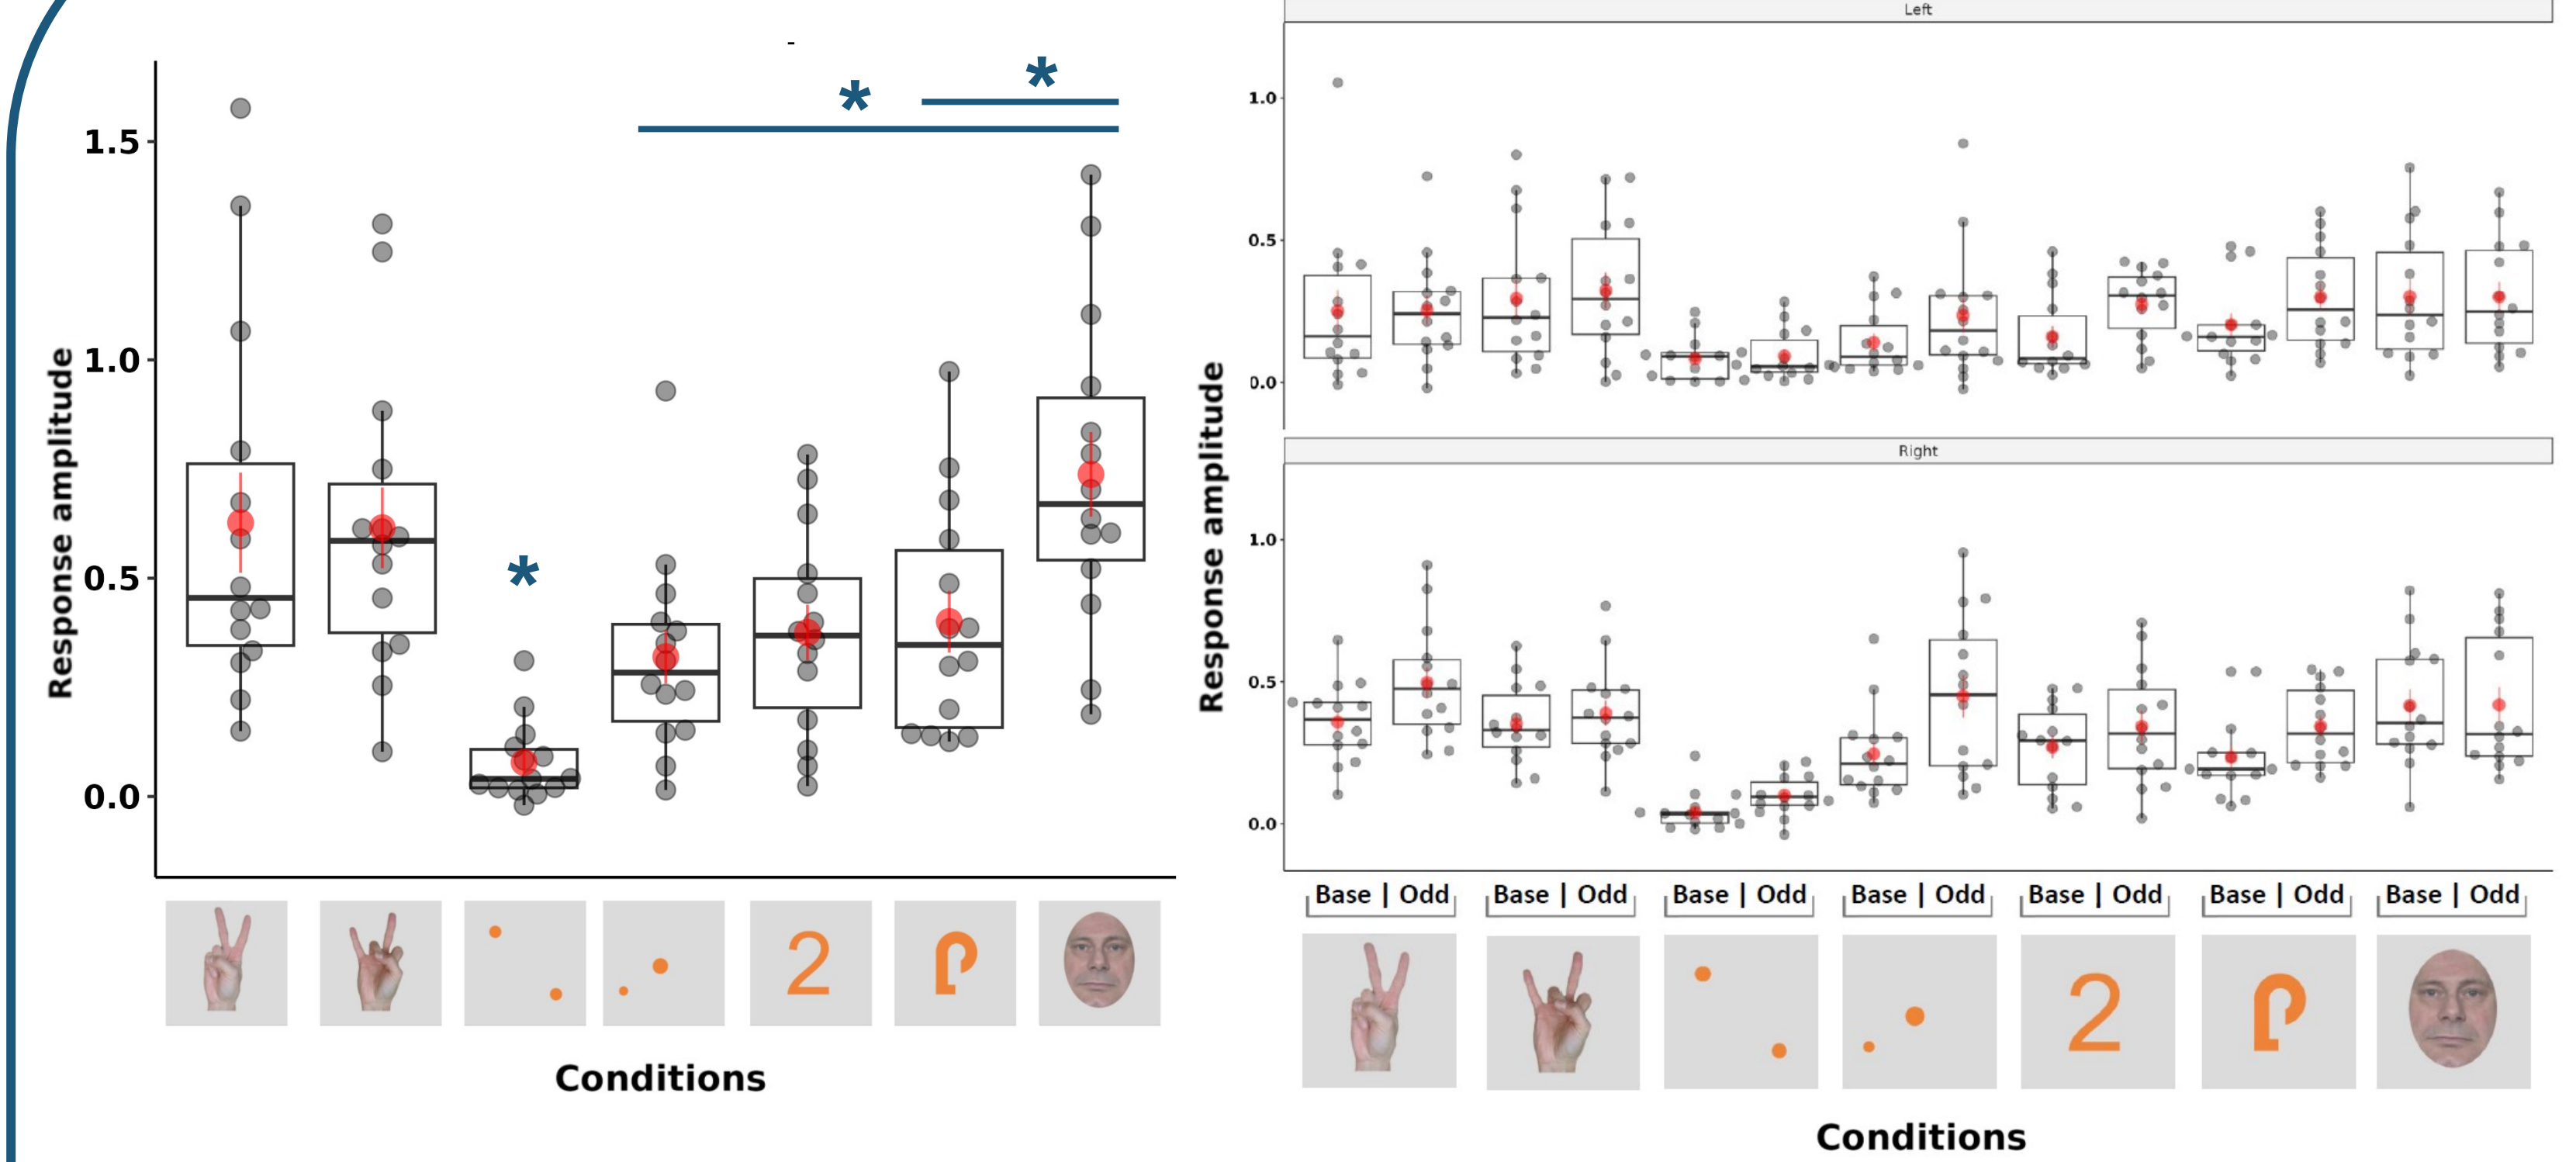 *
*
1.5
1.0
0.5
0.0
*
Response amplitude
2
Conditions
Left
1.0
0.5
0.0
Response amplitude
Right
1.0
0.5
0.0
Base | Odd
Base | Odd
Base | Odd
Base | Odd
Base | Odd
Base | Odd
Base | Odd
2
Conditions